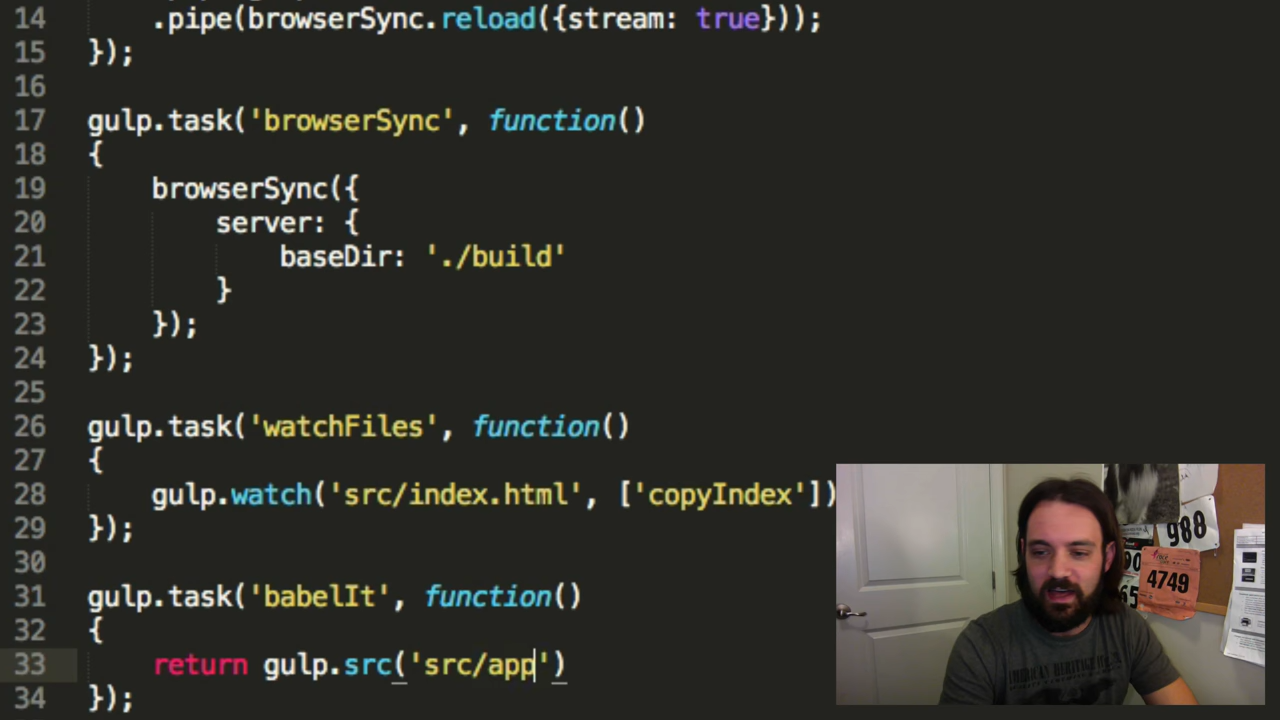 14 .pipe(browserSync.reload({stream: true}));
15 });
16
17 gulp.task('browserSync', function()
18 {
19 browserSync({
20 server: {
21 baseDir: './build'
22 }
23 });
24 });
25
26 gulp.task('watchFiles', function()
27 {
28 gulp.watch('src/index.html', ['copyIndex'])
29 });
30
31 gulp.task('babelIt', function()
32 {
33 return gulp.src('src/app')
34 });
988
4749
65